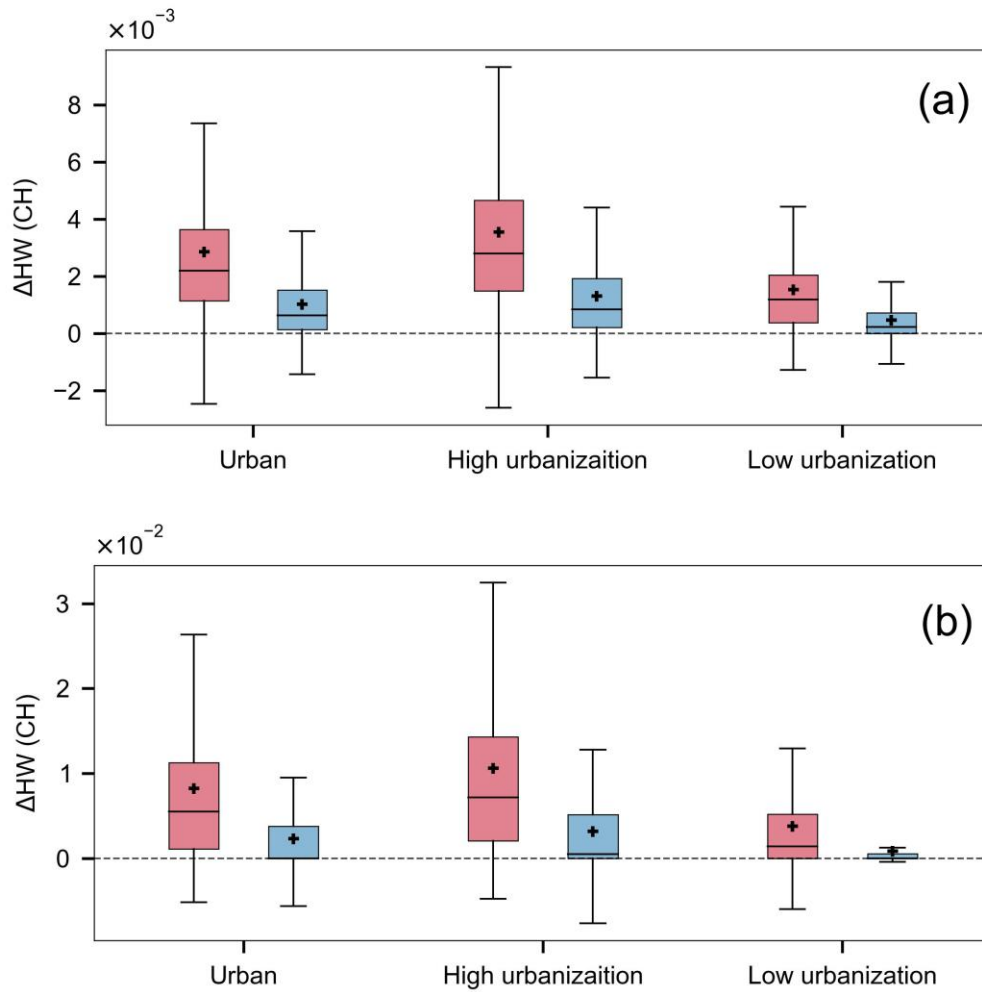 ×10⁻³
(a)
8
6
4
2
0
−2
ΔHW (CH)
Urban
High urbanizaition
Low urbanization
×10⁻²
(b)
3
2
1
0
ΔHW (CH)
Urban
High urbanizaition
Low urbanization